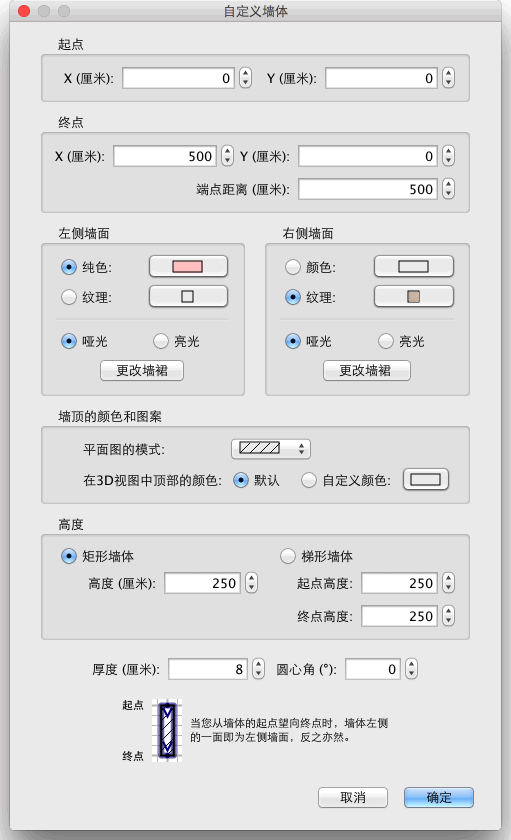 自定义墙体
起点
X (厘米): 0 Y (厘米): 0
终点
X (厘米): 500 Y (厘米): 0
端点距离 (厘米): 500
左侧墙面 右侧墙面
纯色: 颜色:
纹理: 纹理:
哑光 亮光 哑光 亮光
更改墙裙 更改墙裙
墙顶的颜色和图案
平面图的模式:
在3D视图中顶部的颜色: 默认 自定义颜色:
高度
矩形墙体 梯形墙体
高度 (厘米): 250 起点高度: 250
终点高度: 250
厚度 (厘米): 8 圆心角 (°): 0
起点
当您从墙体的起点望向终点时，墙体左侧
的一面即为左侧墙面，反之亦然。
终点
取消 确定